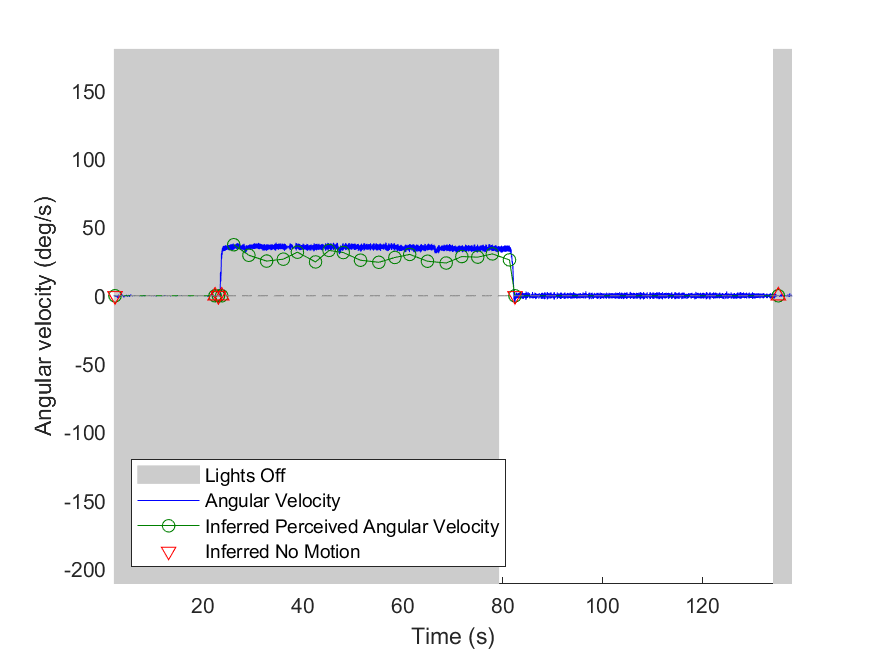 Angular velocity (deg/s)
150
100
50
0
-50
-100
-150
-200
Lights Off
Angular Velocity
Inferred Perceived Angular Velocity
Inferred No Motion
20 40 60 80 100 120
Time (s)